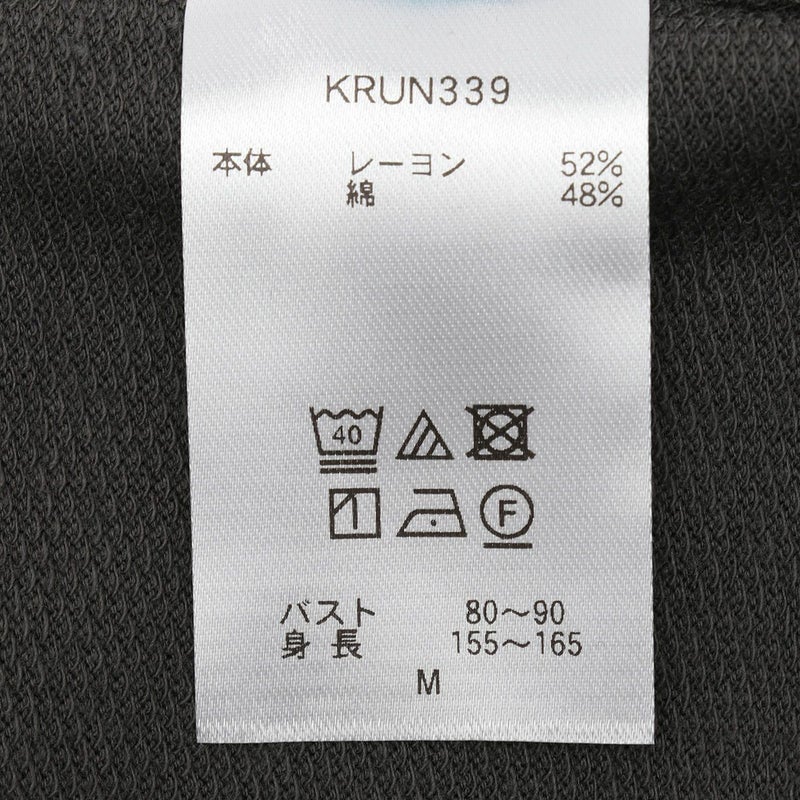 KRUN339
本体 レーヨン 52%
綿 48%
40
F
バスト 80～90
身長 155～165
M